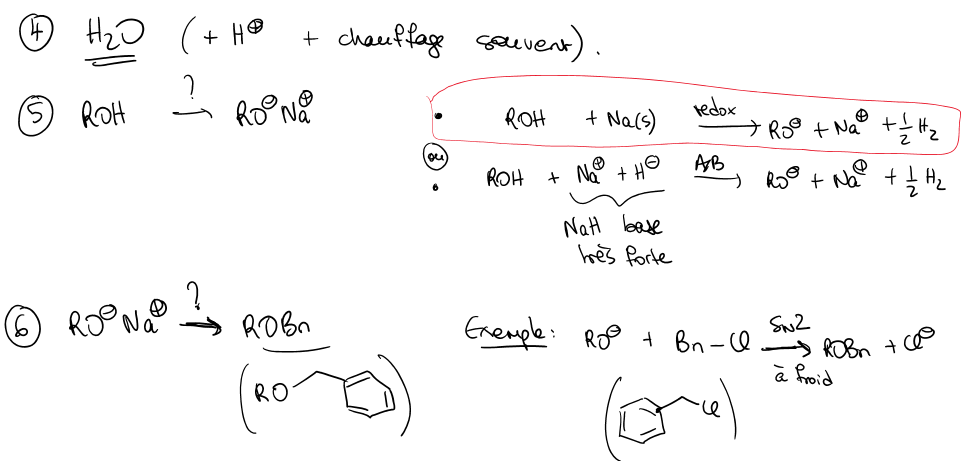 ④ H₂O (+ H⊕ + chauffage souvent).
⑤ ROH →? RO⊖ Na⊕
• ROH + Na(s) →redox RO⊖ + Na⊕ + ½ H₂
ou
• ROH + Na⊕ + H⊖ →A/B RO⊖ + Na⊕ + ½ H₂
NaH base
très forte
⑥ RO⊖ Na⊕ →? ROBn
Exemple: RO⊖ + Bn-Cl →SN2 ROBn + Cl⊖
à froid
(RO)
(Cl)